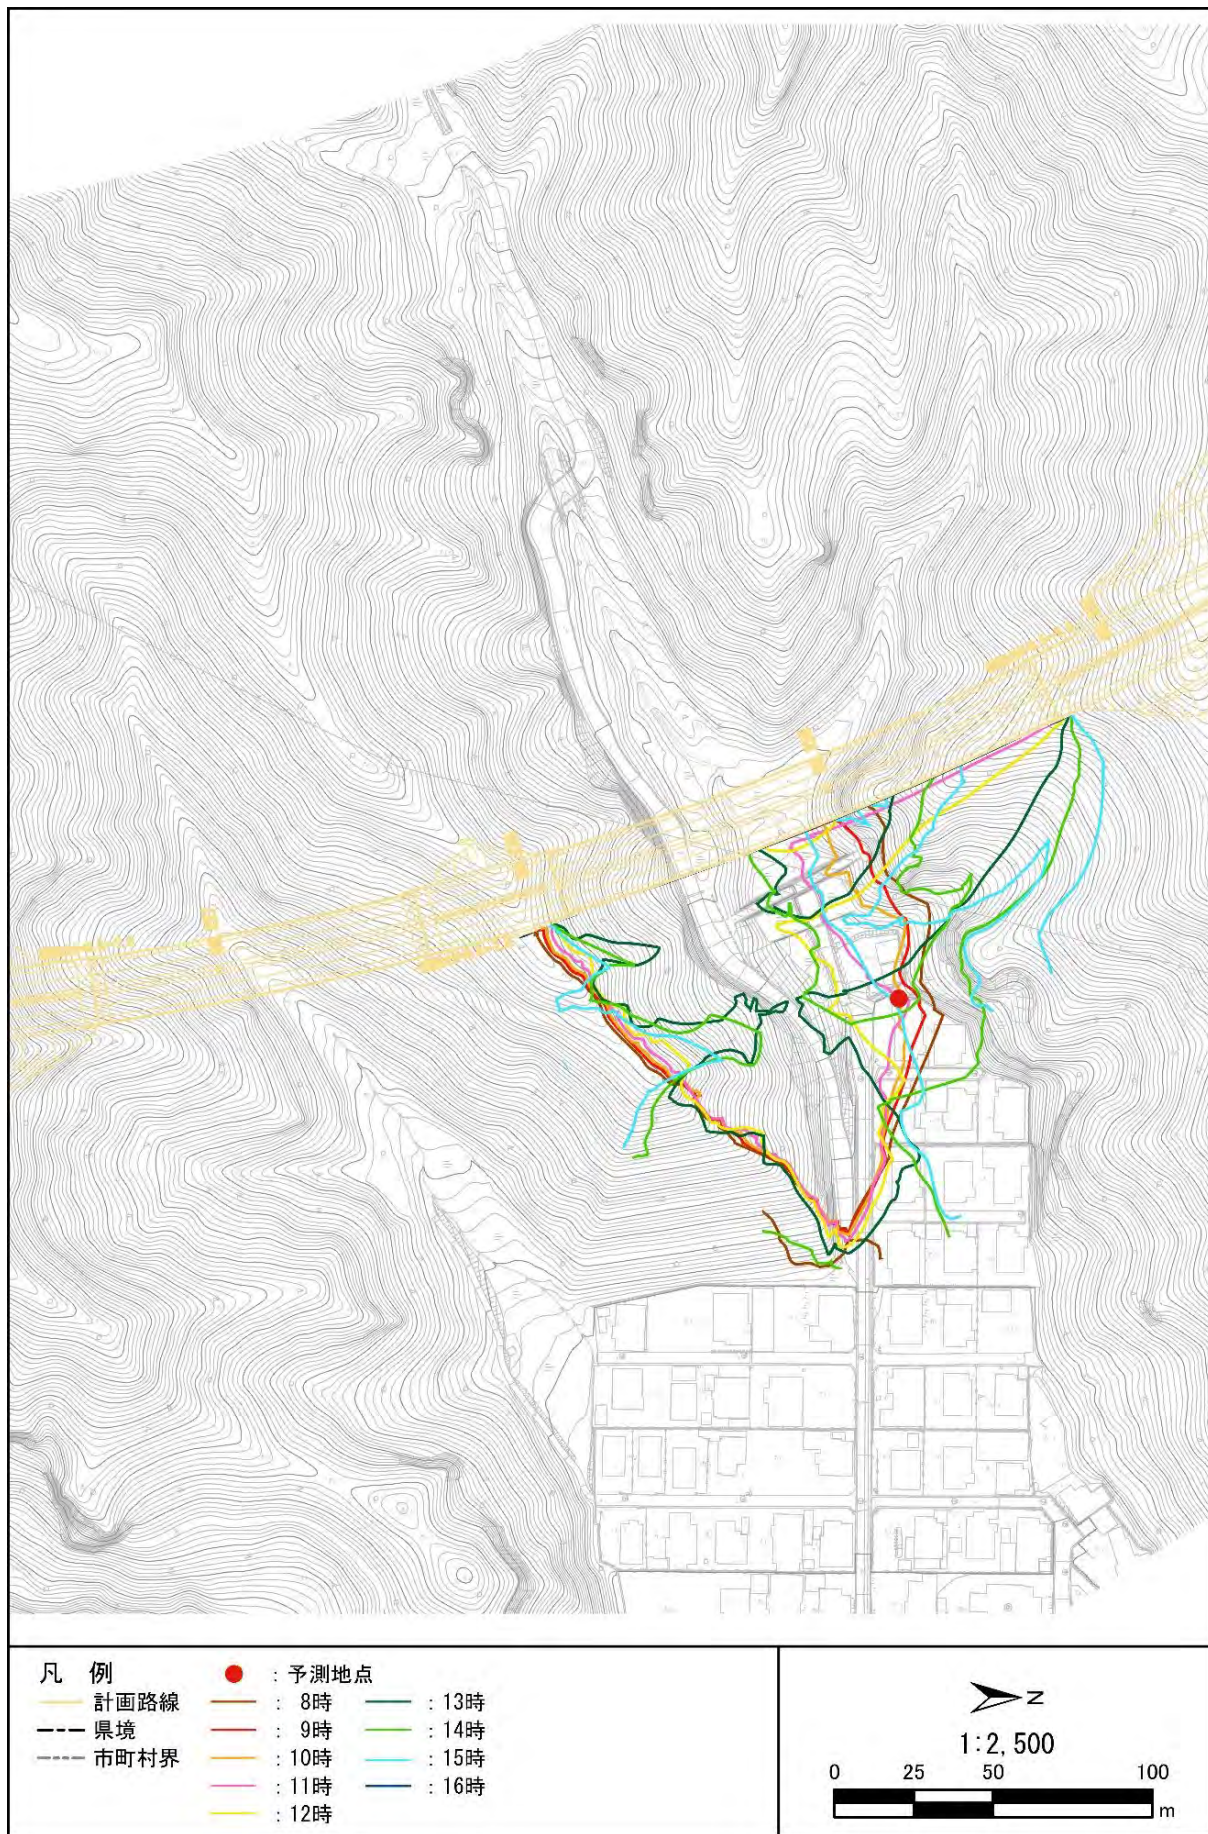 凡 例
計画路線
県境
市町村界
: 予測地点
: 8時
: 9時
: 10時
: 11時
: 12時
: 13時
: 14時
: 15時
: 16時
N
1:2,500
0 25 50 100
m